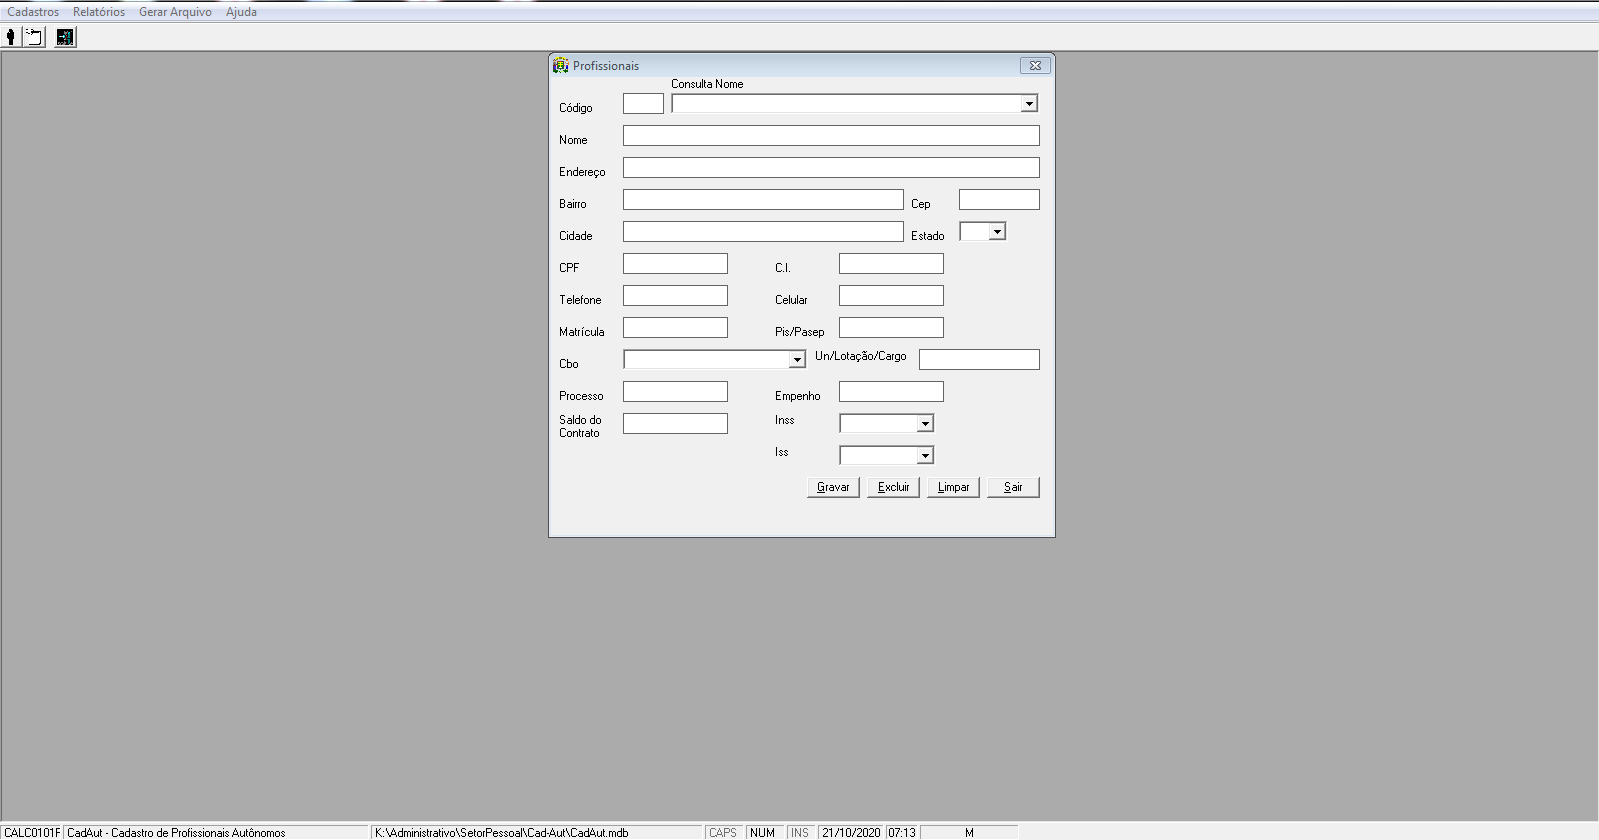 Cadastros Relatórios Gerar Arquivo Ajuda
Profissionais
Consulta Nome
Código
Nome
Endereço
Bairro Cep
Cidade Estado
CPF C.I.
Telefone Celular
Matrícula Pis/Pasep
Cbo Un/Lotação/Cargo
Processo Empenho
Saldo do Contrato Inss
Iss
Gravar Excluir Limpar Sair
CALC0101F CadAut - Cadastro de Profissionais Autônomos K:\Administrativo\SetorPessoal\Cad-Aut\CadAut.mdb CAPS NUM INS 21/10/2020 07:13 M